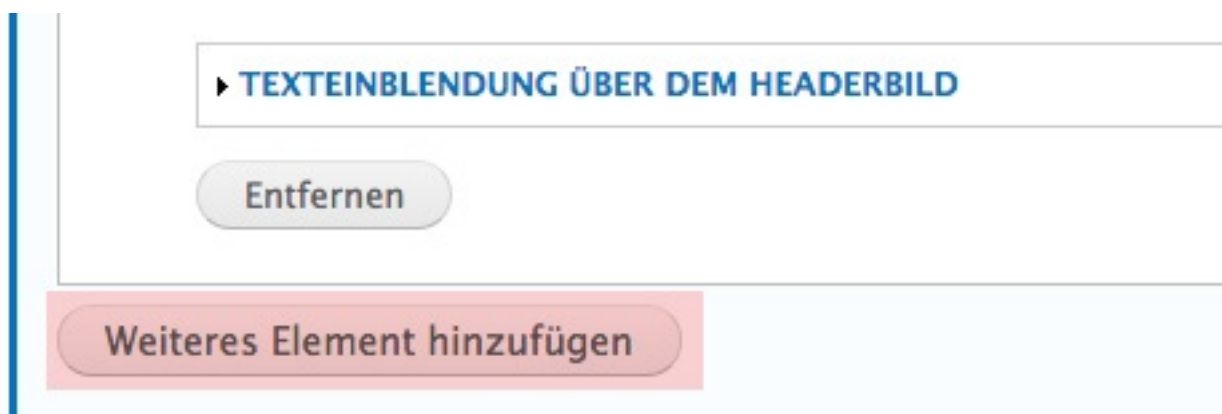 TEXTEINBLENDUNG ÜBER DEM HEADERBILD
Entfernen
Weiteres Element hinzufügen